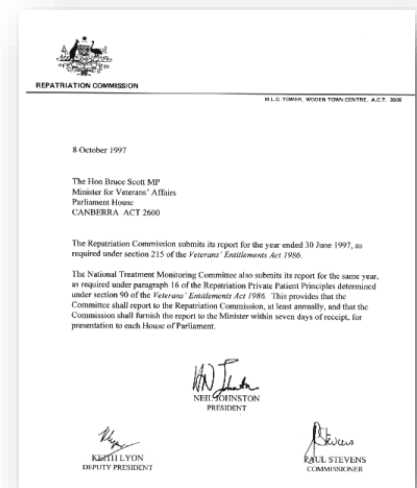 REPATRIATION COMMISSION
M.L.C. TOWER, WODEN TOWN CENTRE, A.C.T. 2606
8 October 1997
The Hon Bruce Scott MP
Minister for Veterans' Affairs
Parliament House
CANBERRA ACT 2600
The Repatriation Commission submits its report for the year ended 30 June 1997, as
required under section 215 of the Veterans' Entitlements Act 1986.
The National Treatment Monitoring Committee also submits its report for the same year,
as required under paragraph 16 of the Repatriation Private Patient Principles determined
under section 90 of the Veterans' Entitlements Act 1986. This provides that the
Committee shall report to the Repatriation Commission, at least annually, and that the
Commission shall furnish the report to the Minister within seven days of receipt, for
presentation to each House of Parliament.
NEIL JOHNSTON
PRESIDENT
KEITH LYON
DEPUTY PRESIDENT
PAUL STEVENS
COMMISSIONER